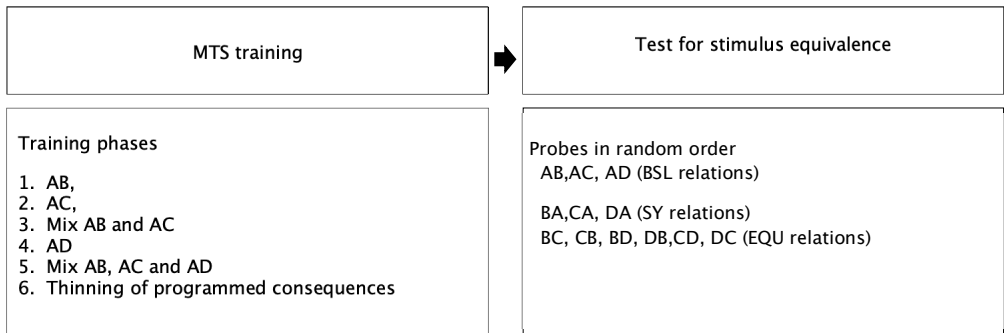 MTS training
Test for stimulus equivalence
Training phases
1. AB,
2. AC,
3. Mix AB and AC
4. AD
5. Mix AB, AC and AD
6. Thinning of programmed consequences
Probes in random order
AB,AC, AD (BSL relations)
BA,CA, DA (SY relations)
BC, CB, BD, DB,CD, DC (EQU relations)